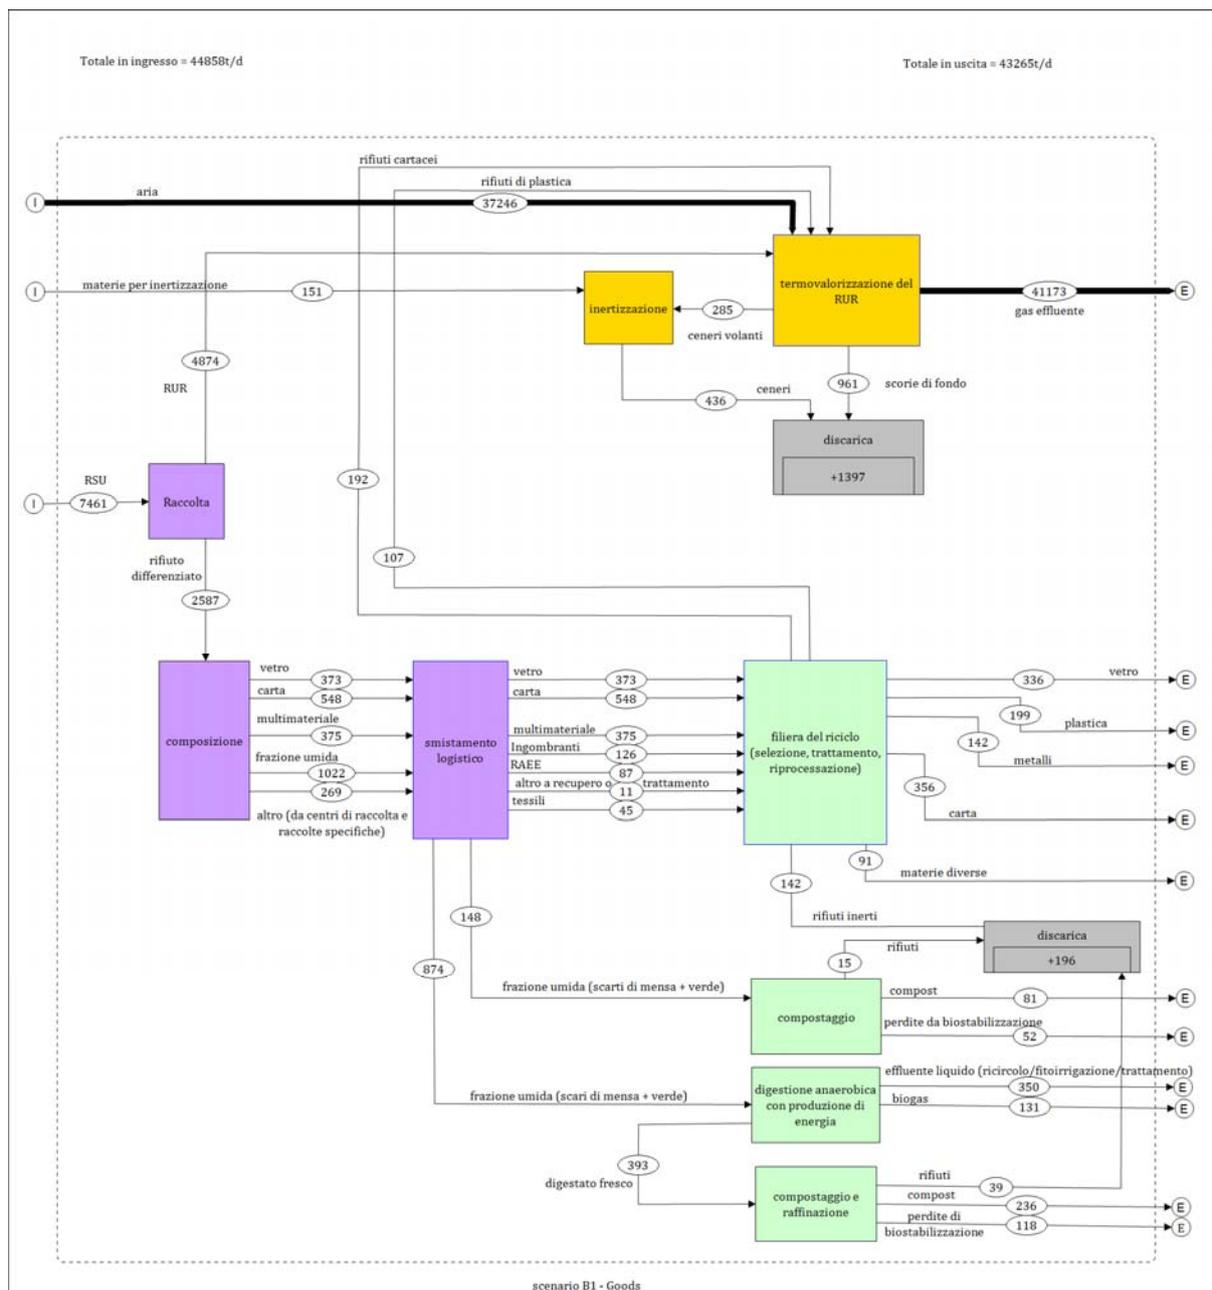 Totale in ingresso = 44858t/d
Totale in uscita = 43265t/d
rifiuti cartacei
rifiuti di plastica
aria
I
37246
I
materie per inertizzazione
151
inertizzazione
285
ceneri volanti
termovalorizzazione del
RUR
41173
gas effluente
E
4874
RUR
436
ceneri
961
scorie di fondo
discarica
+1397
192
RSU
I
7461
Raccolta
107
rifiuto
differenziato
2587
composizione
vetro
373
carta
548
multimateriale
375
frazione umida
1022
269
altro (da centri di raccolta e
raccolte specifiche)
smistamento
logistico
vetro
373
carta
548
multimateriale
375
Ingombranti
126
RAEE
87
altro a recupero o trattamento
11
tessili
45
filiera del riciclo
(selezione, trattamento,
riprocessazione)
336
vetro
E
199
plastica
E
142
metalli
E
356
carta
E
91
materie diverse
E
142
rifiuti inerti
148
874
discarica
+196
rifiuti
15
frazione umida (scarti di mensa + verde)
compostaggio
compost
81
E
perdite da biostabilizzazione
52
E
frazione umida (scari di mensa + verde)
digestione anaerobica
con produzione di
energia
effluente liquido (ricircolo/fitoirrigazione/trattamento)
350
E
biogas
131
E
393
digestato fresco
compostaggio e
raffinazione
rifiuti
39
compost
236
E
perdite di
biostabilizzazione
118
E
scenario B1 - Goods